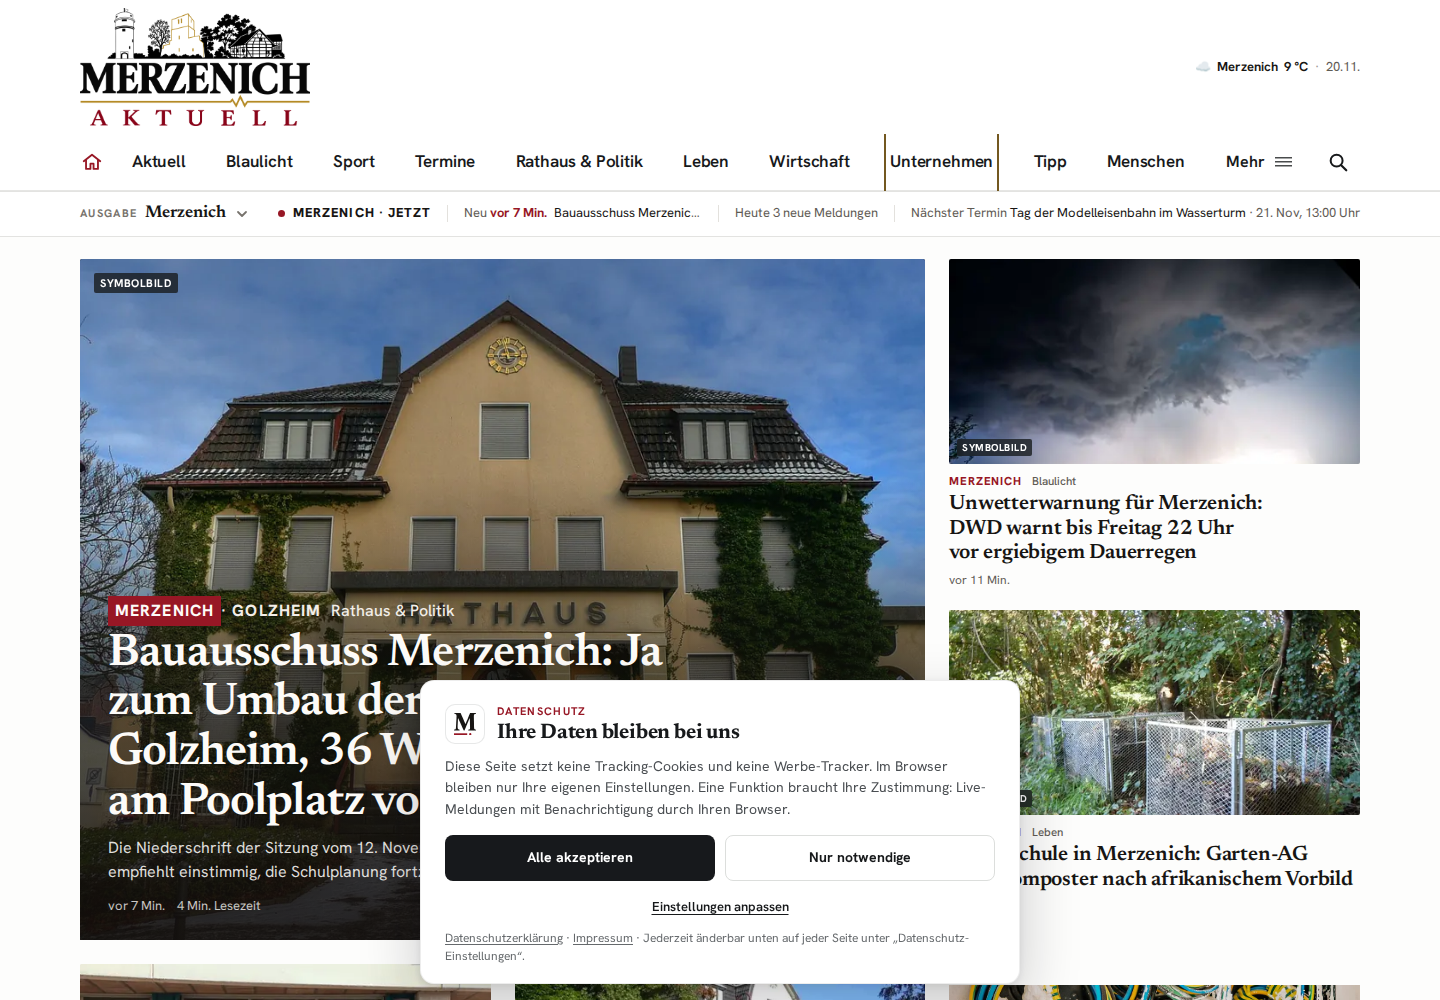 MERZENICH
AKTUELL
Merzenich 9 °C · 20.11.
Aktuell Blaulicht Sport Termine Rathaus & Politik Leben Wirtschaft Unternehmen Tipp Menschen Mehr
AUSGABE Merzenich
MERZENICH · JETZT
Neu vor 7 Min. Bauausschuss Merzenic...
Heute 3 neue Meldungen
Nächster Termin Tag der Modelleisenbahn im Wasserturm · 21. Nov, 13:00 Uhr
SYMBOLBILD
RATHAUS
MERZENICH · GOLZHEIM Rathaus & Politik
Bauausschuss Merzenich: Ja
zum Umbau der
Golzheim, 36 W
am Poolplatz vo
Die Niederschrift der Sitzung vom 12. Nove
empfiehlt einstimmig, die Schulplanung fort
vor 7 Min. 4 Min. Lesezeit
SYMBOLBILD
MERZENICH Blaulicht
Unwetterwarnung für Merzenich:
DWD warnt bis Freitag 22 Uhr
vor ergiebigem Dauerregen
vor 11 Min.
Leben
chule in Merzenich: Garten-AG
omposter nach afrikanischem Vorbild
M
DATENSCHUTZ
Ihre Daten bleiben bei uns
Diese Seite setzt keine Tracking-Cookies und keine Werbe-Tracker. Im Browser
bleiben nur Ihre eigenen Einstellungen. Eine Funktion braucht Ihre Zustimmung: Live-
Meldungen mit Benachrichtigung durch Ihren Browser.
Alle akzeptieren
Nur notwendige
Einstellungen anpassen
Datenschutzerklärung · Impressum · Jederzeit änderbar unten auf jeder Seite unter „Datenschutz-
Einstellungen“.